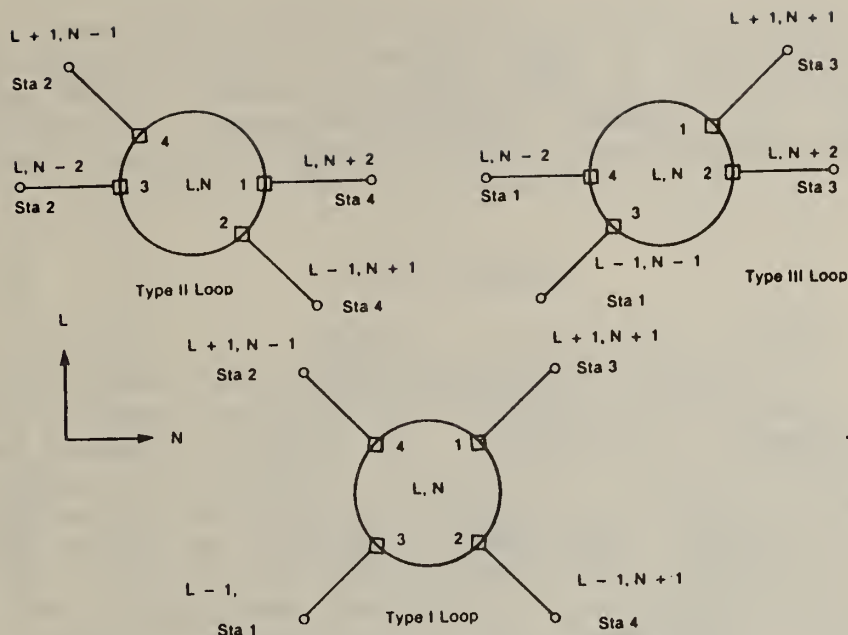 L + 1, N - 1
Sta 2
4
L, N - 2
Sta 2
3
L,N
1
L, N + 2
Sta 4
2
L - 1, N + 1
Sta 4
Type II Loop
L + 1, N + 1
Sta 3
1
L, N - 2
Sta 1
4
L, N
2
L, N + 2
Sta 3
3
L - 1, N - 1
Sta 1
Type III Loop
L
N
L + 1, N - 1
Sta 2
L + 1, N + 1
Sta 3
4
1
L, N
3
2
L - 1,
Sta 1
Type I Loop
L - 1, N + 1
Sta 4